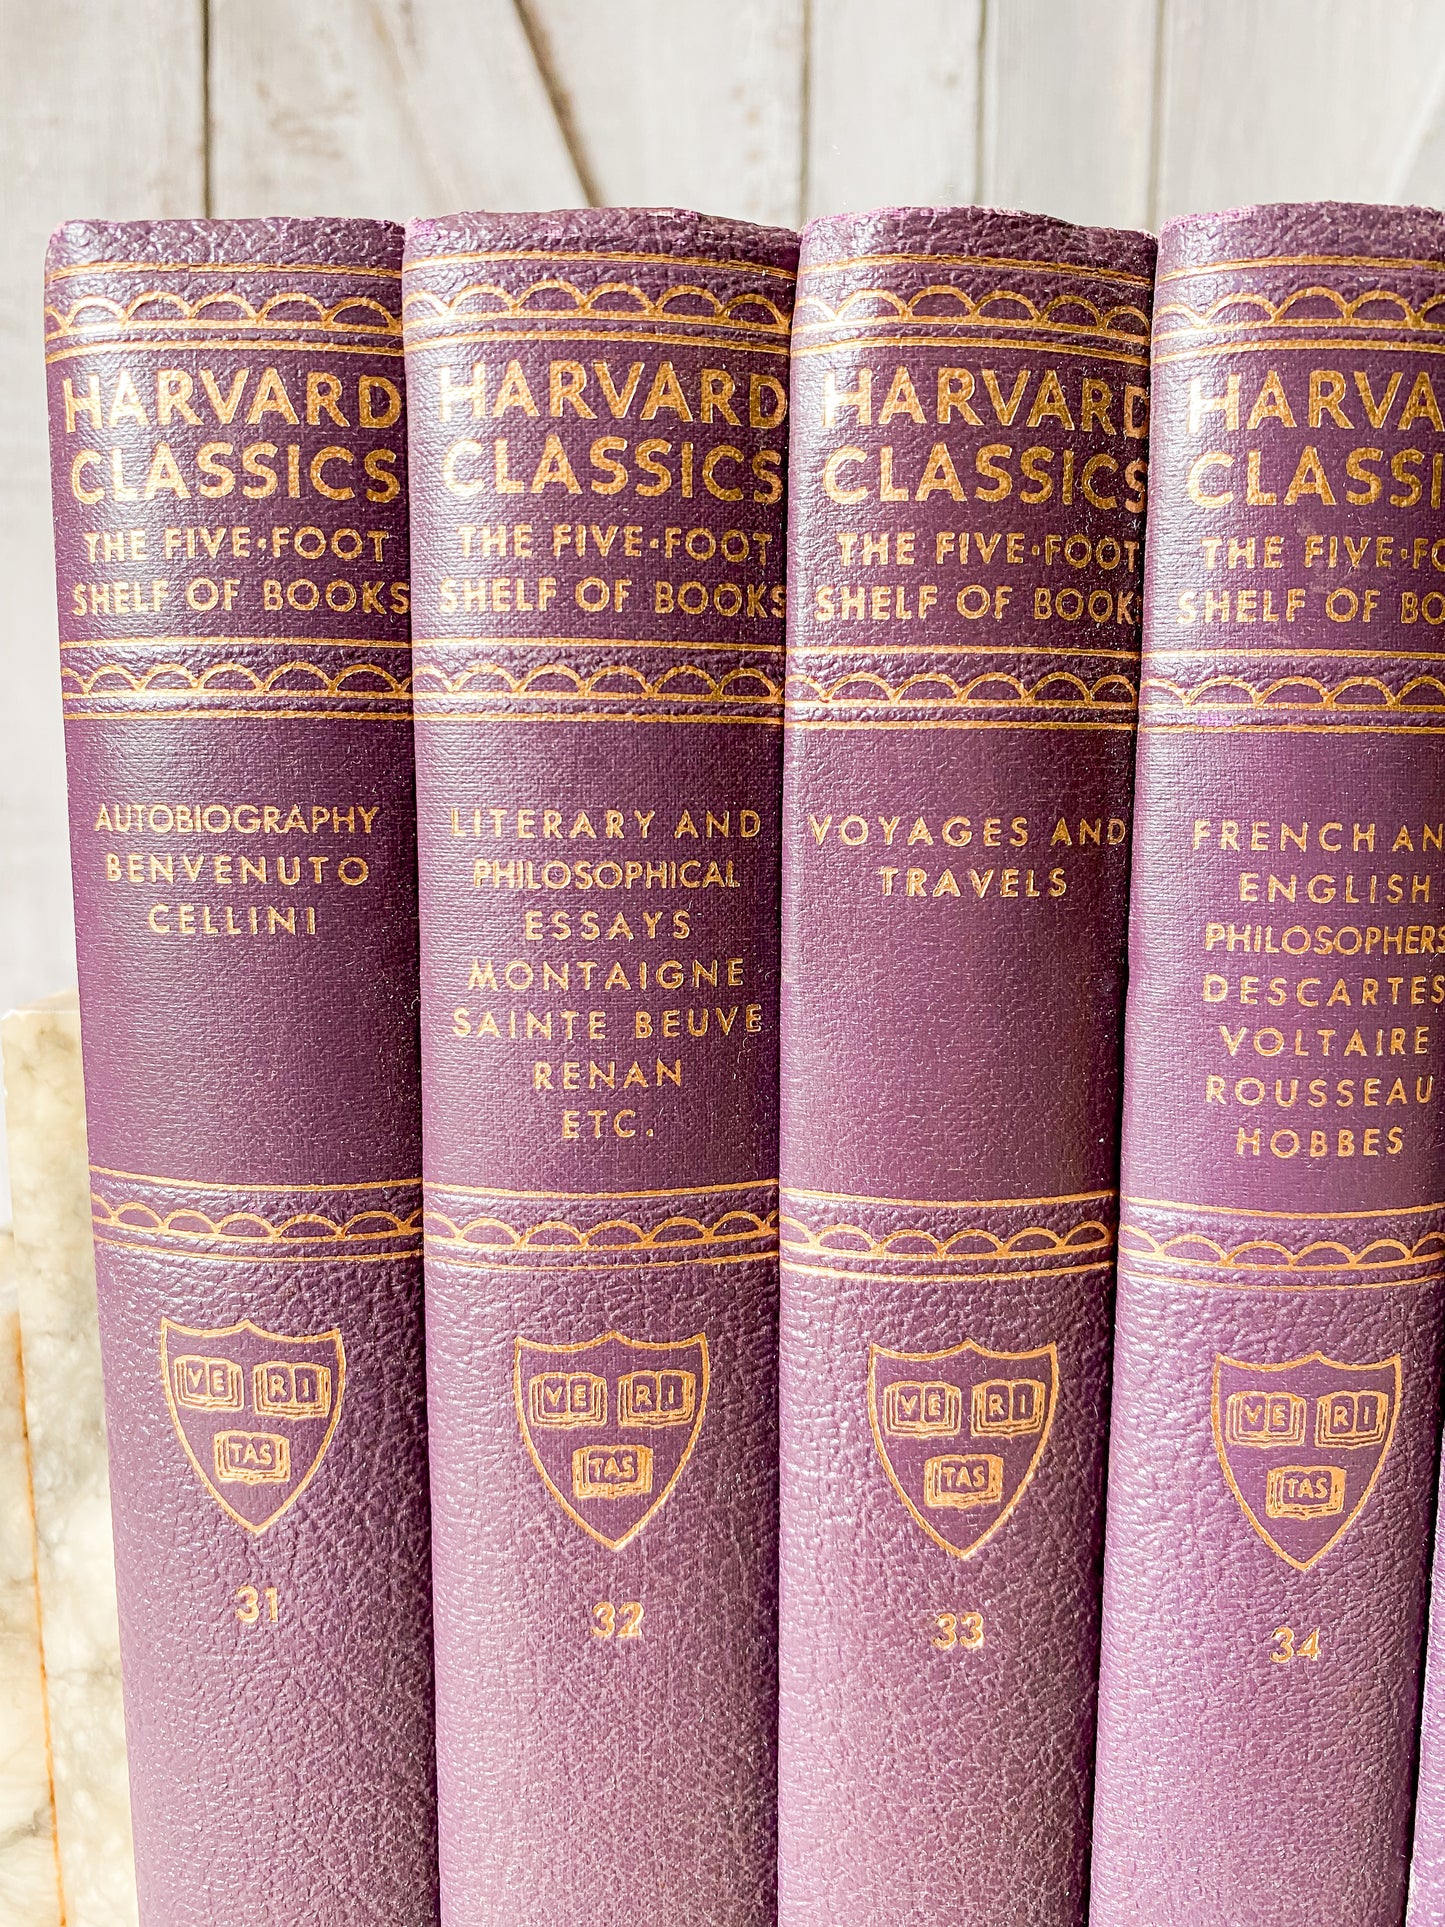 HARVARD
CLASSICS
THE FIVE·FOOT
SHELF OF BOOKS
AUTOBIOGRAPHY
BENVENUTO
CELLINI
VE RI
TAS
31
HARVARD
CLASSICS
THE FIVE·FOOT
SHELF OF BOOKS
LITERARY AND
PHILOSOPHICAL
ESSAYS
MONTAIGNE
SAINTE BEUVE
RENAN
ETC.
VE RI
TAS
32
HARVARD
CLASSICS
THE FIVE·FOOT
SHELF OF BOOK
VOYAGES AND
TRAVELS
VE RI
TAS
33
HARVA
CLASSI
THE FIVE·FO
SHELF OF BO
FRENCH AN
ENGLISH
PHILOSOPHERS
DESCARTES
VOLTAIRE
ROUSSEAU
HOBBES
VE RI
TAS
34